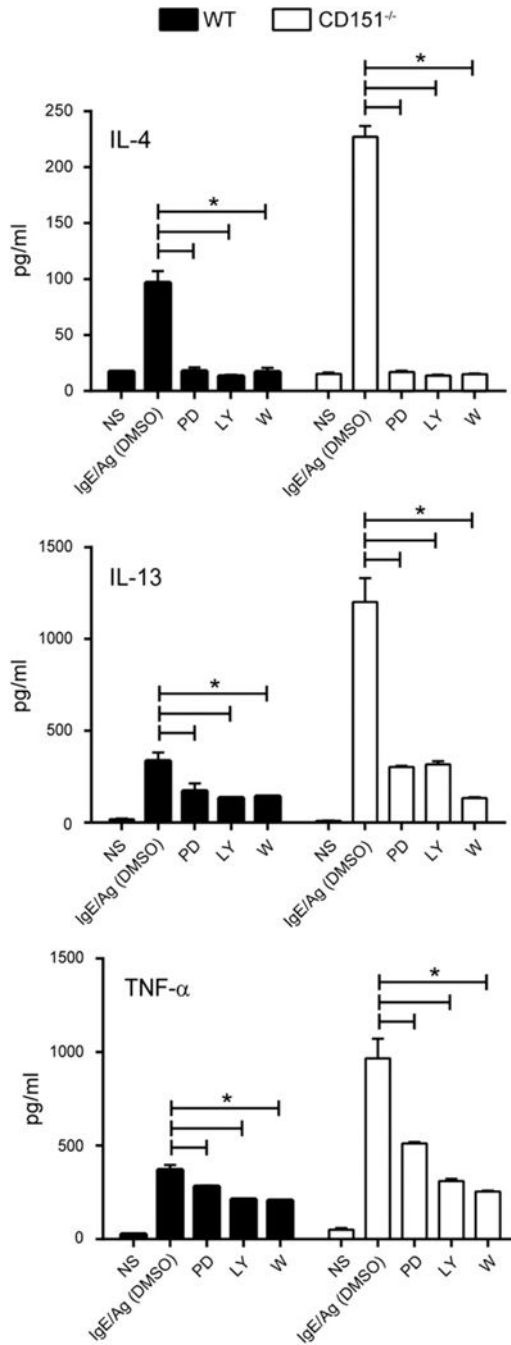 WT CD151-/-
IL-4
pg/ml
250
200
150
100
50
0
*
*
NS
IgE/Ag (DMSO)
PD
LY
W
NS
IgE/Ag (DMSO)
PD
LY
W
IL-13
pg/ml
1500
1000
500
0
*
*
NS
IgE/Ag (DMSO)
PD
LY
W
NS
IgE/Ag (DMSO)
PD
LY
W
TNF-α
pg/ml
1500
1000
500
0
*
*
NS
IgE/Ag (DMSO)
PD
LY
W
NS
IgE/Ag (DMSO)
PD
LY
W